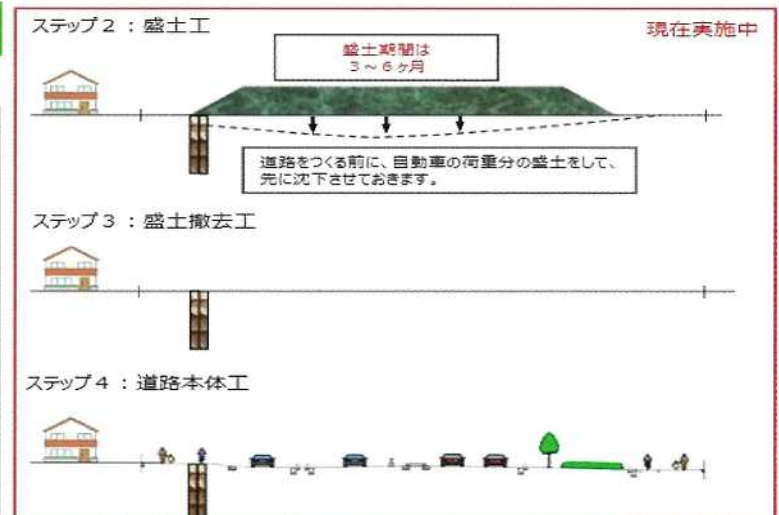 ステップ2：盛土工
現在実施中
盛土期間は
3～6ヶ月
道路をつくる前に、自動車の荷重分の盛土をして、
先に沈下させておきます。
ステップ3：盛土撤去工
ステップ4：道路本体工